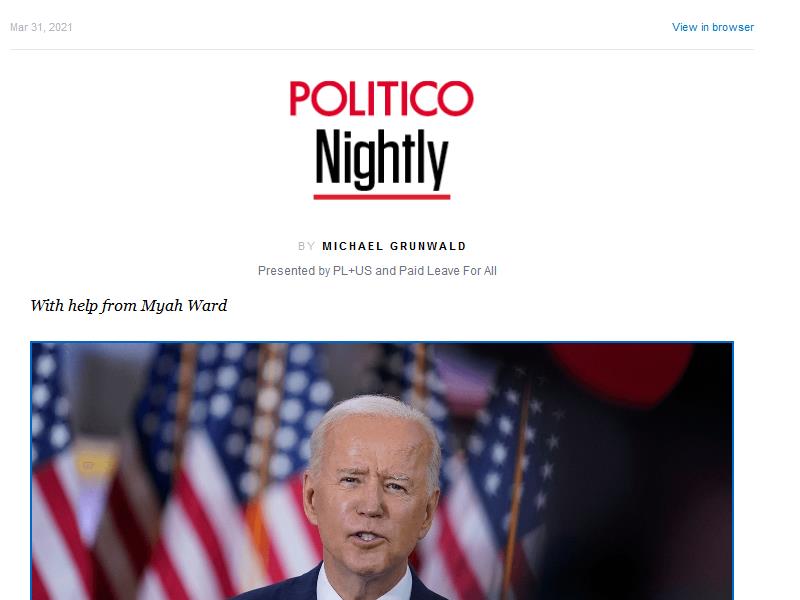 Mar 31, 2021
View in browser
POLITICO
Nightly
BY MICHAEL GRUNWALD
Presented by PL+US and Paid Leave For All
With help from Myah Ward